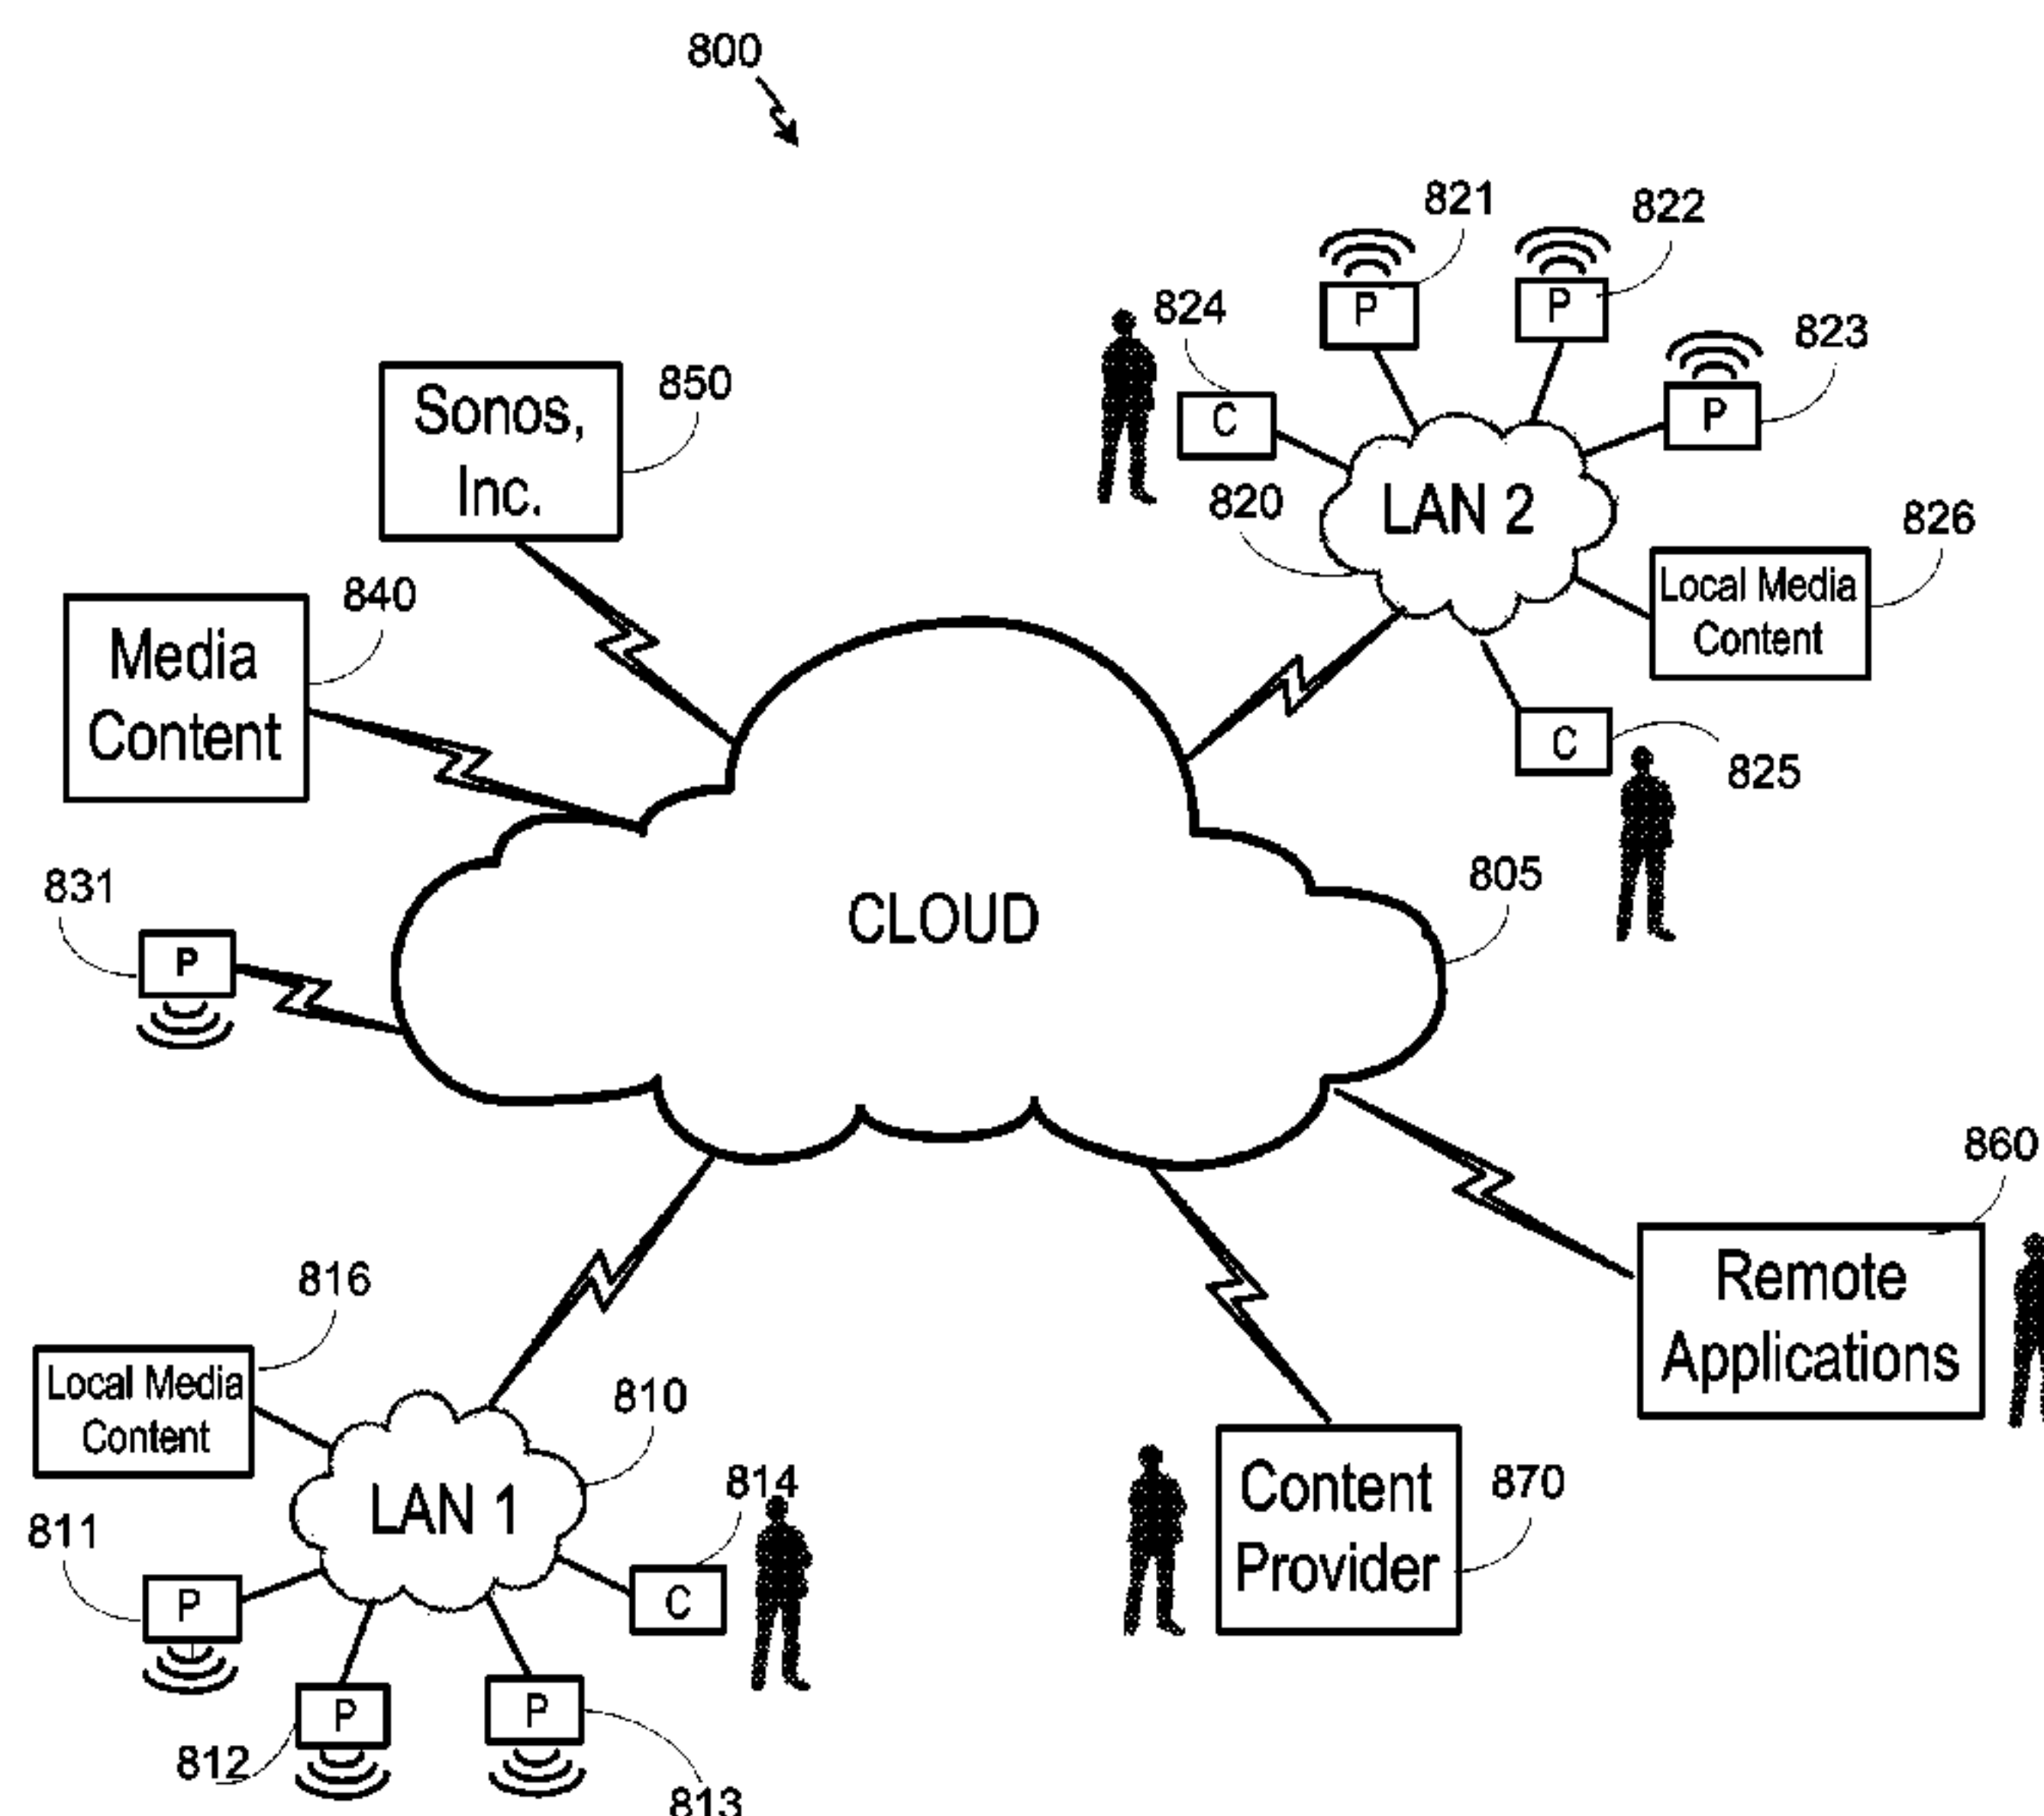 800
821
822
P
P
824
823
P
C
Sonos,
Inc.
850
LAN 2
820
826
Local Media
Content
840
Media
Content
C
825
831
P
CLOUD
805
860
Remote
Applications
816
Local Media
Content
810
LAN 1
814
Content
Provider
870
811
P
C
P
P
812
813